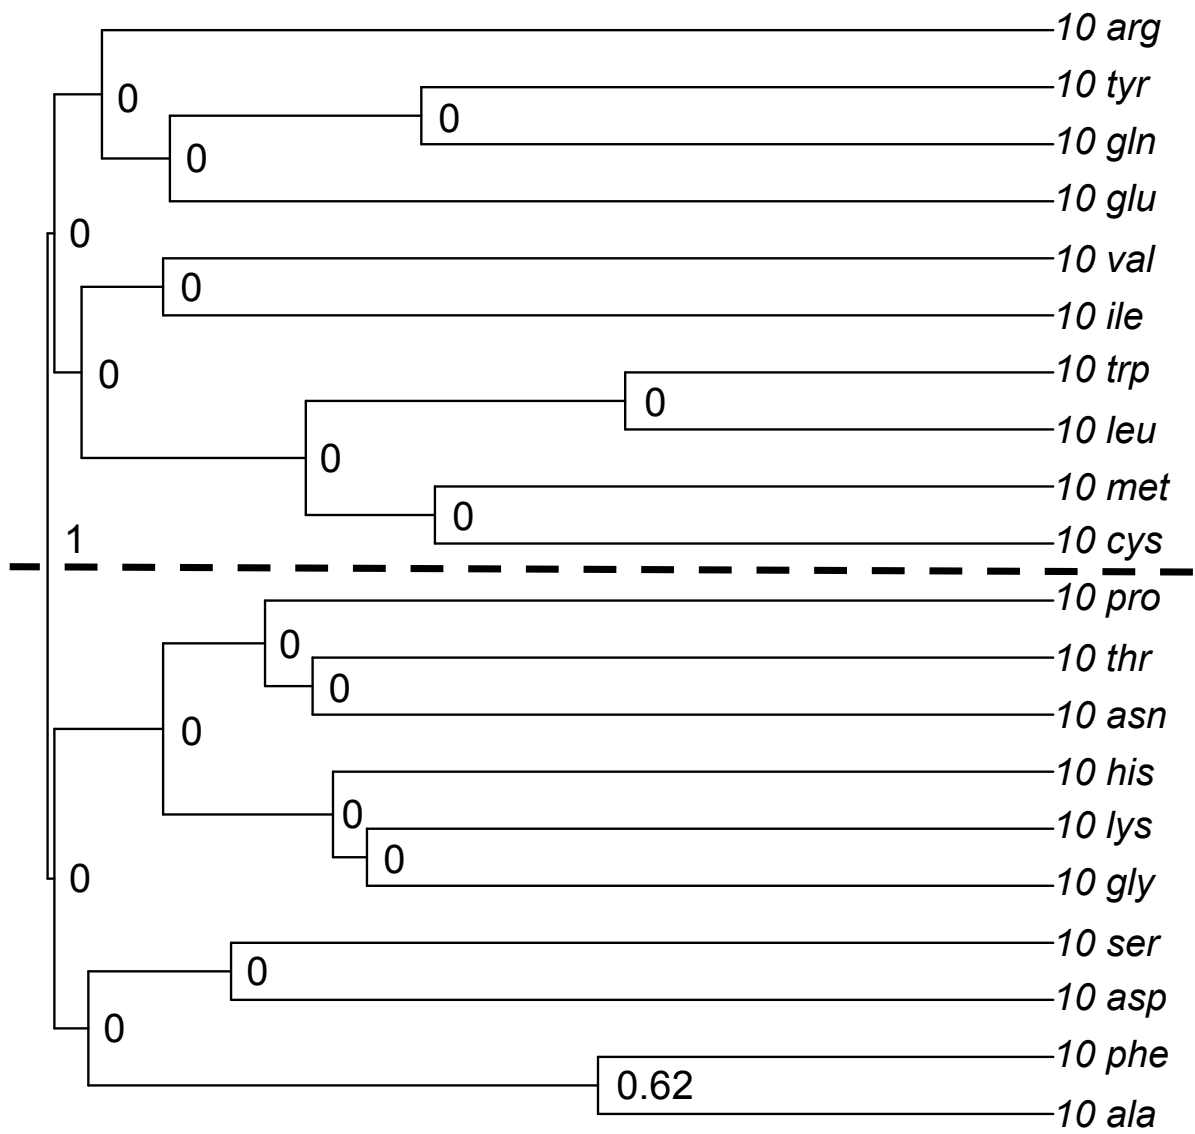 10 arg
10 tyr
0
0
10 gln
0
10 glu
0
10 val
0
10 ile
10 trp
0
0
10 leu
0
10 met
0
1
10 cys
10 pro
0
10 thr
0
10 asn
0
10 his
0
10 lys
0
10 gly
0
10 ser
0
10 asp
0
10 phe
0.62
10 ala